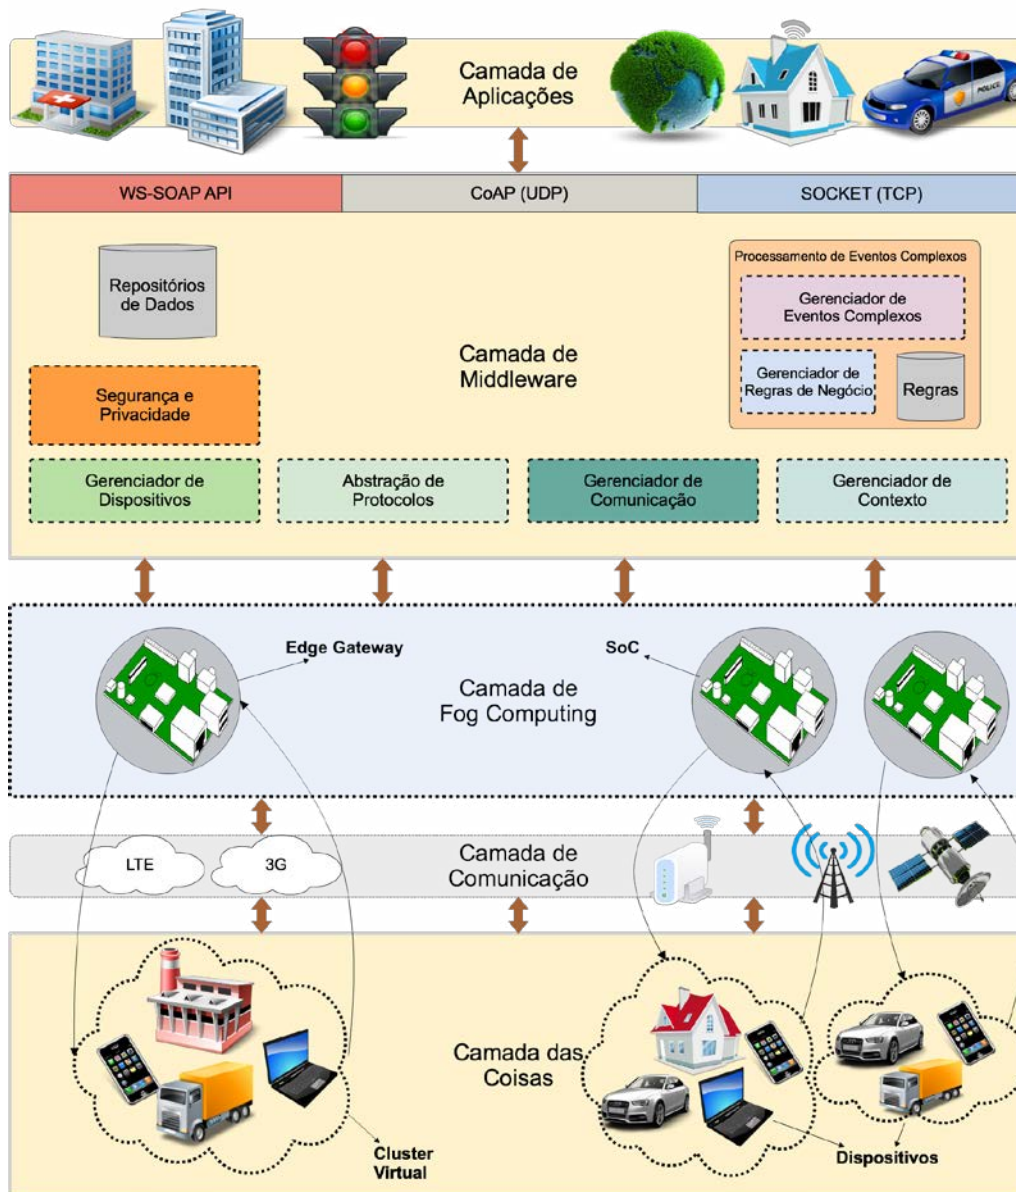 Camada de
Aplicações
POLICE
WS-SOAP API
CoAP (UDP)
SOCKET (TCP)
Repositórios
de Dados
Processamento de Eventos Complexos
Gerenciador de
Eventos Complexos
Camada de
Middleware
Gerenciador de
Regras de Negócio
Regras
Segurança e
Privacidade
Gerenciador de
Dispositivos
Abstração de
Protocolos
Gerenciador de
Comunicação
Gerenciador de
Contexto
Edge Gateway
SoC
Camada de
Fog Computing
LTE
3G
Camada de
Comunicação
Camada das
Coisas
Cluster
Virtual
Dispositivos